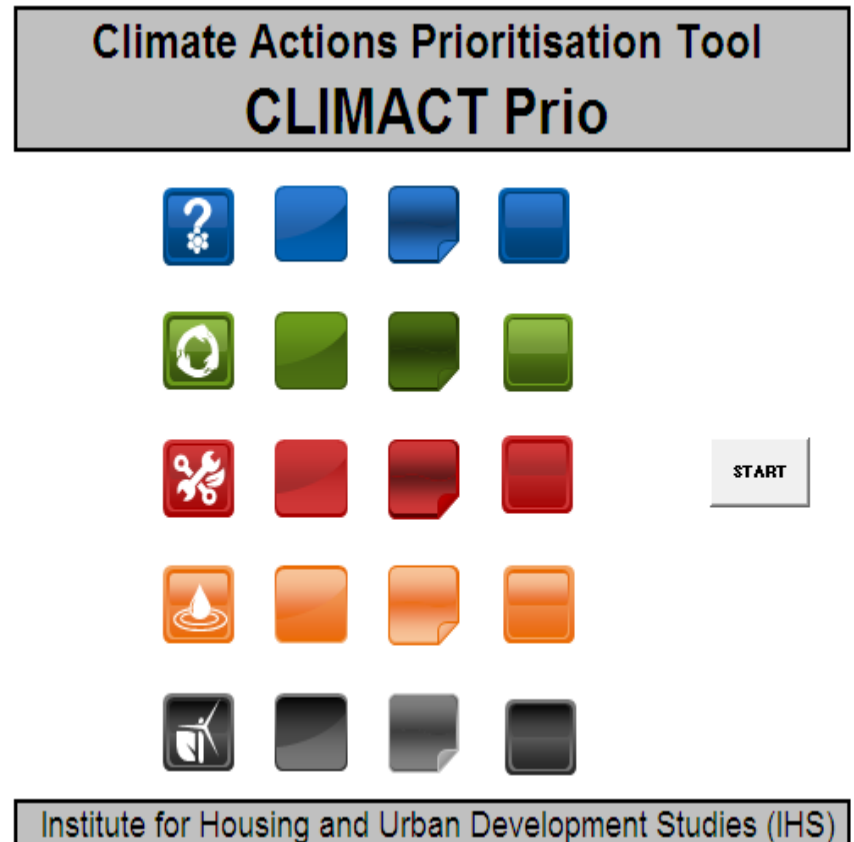 Climate Actions Prioritisation Tool
CLIMACT Prio
START
Institute for Housing and Urban Development Studies (IHS)